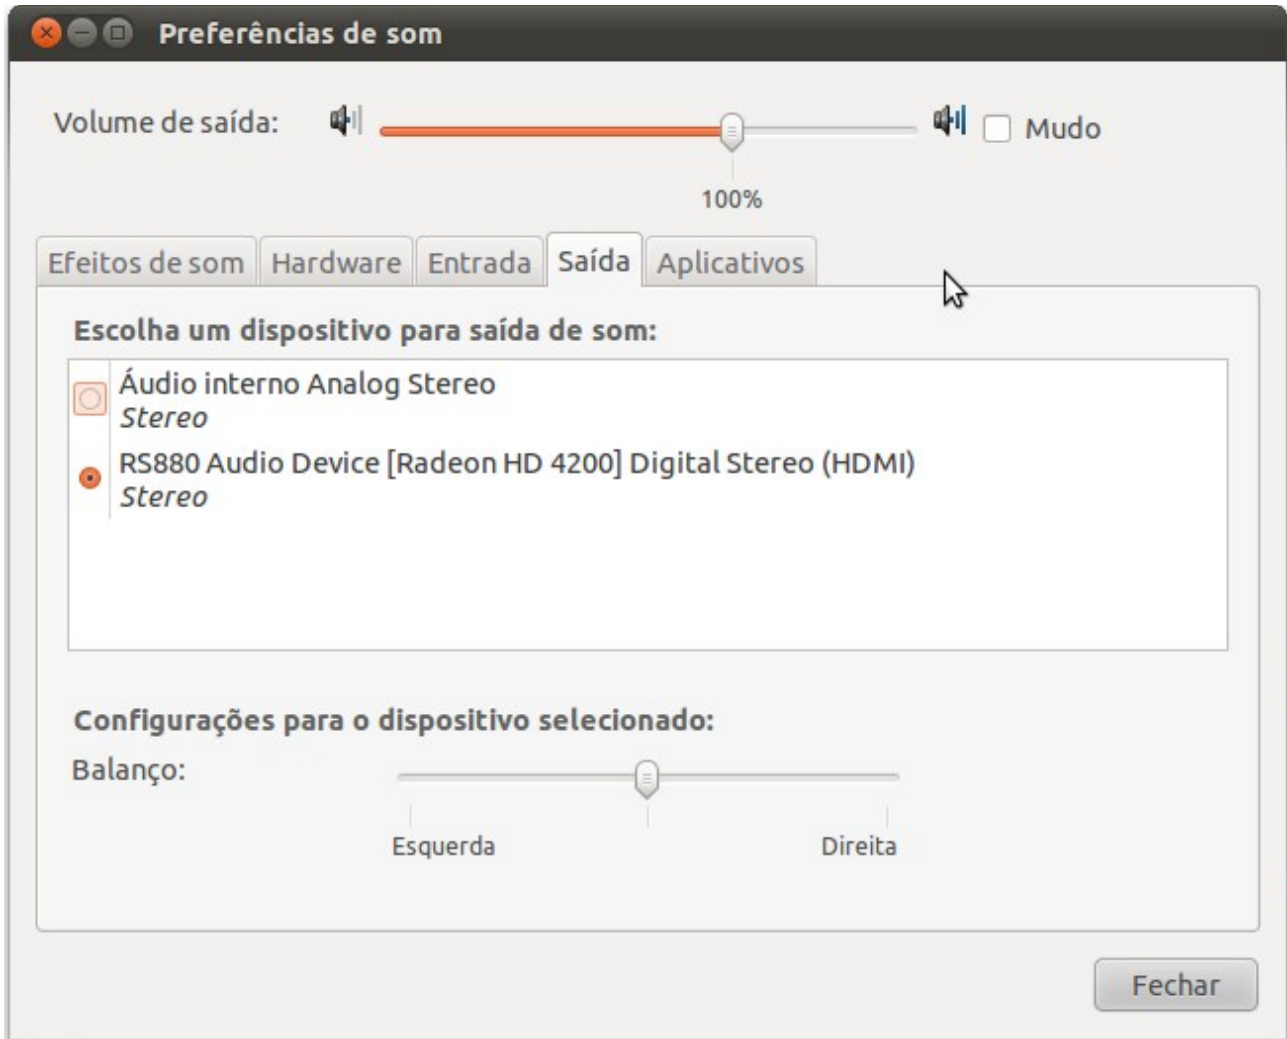 Preferências de som
Volume de saída:
Mudo
100%
Efeitos de som Hardware Entrada Saída Aplicativos
Escolha um dispositivo para saída de som:
Áudio interno Analog Stereo
Stereo
RS880 Audio Device [Radeon HD 4200] Digital Stereo (HDMI)
Stereo
Configurações para o dispositivo selecionado:
Balanço:
Esquerda Direita
Fechar